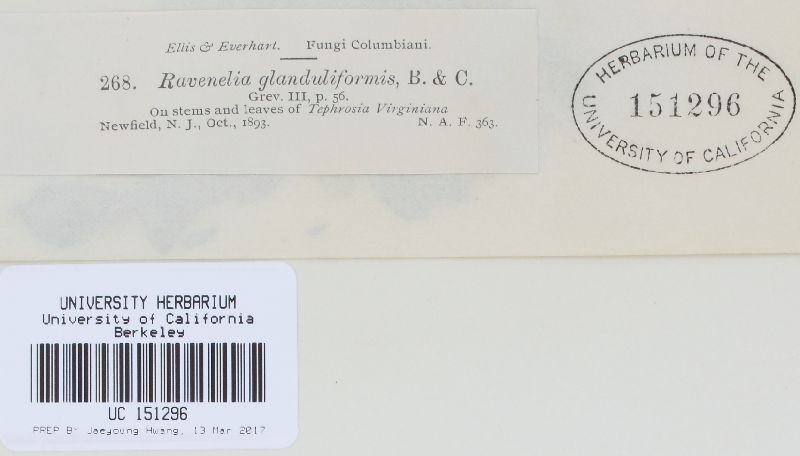 Ellis & Everhart. Fungi Columbiani.
268. Ravenelia glanduliformis, B. & C.
Grev. III, p. 56.
On stems and leaves of Tephrosia Virginiana
Newfield, N. J., Oct., 1893. N. A. F. 363.
HERBARIUM OF THE
151296
UNIVERSITY OF CALIFORNIA
UNIVERSITY HERBARIUM
University of California
Berkeley
UC 151296
PREP BY Jaeyoung Hwang, 13 Mar 2017